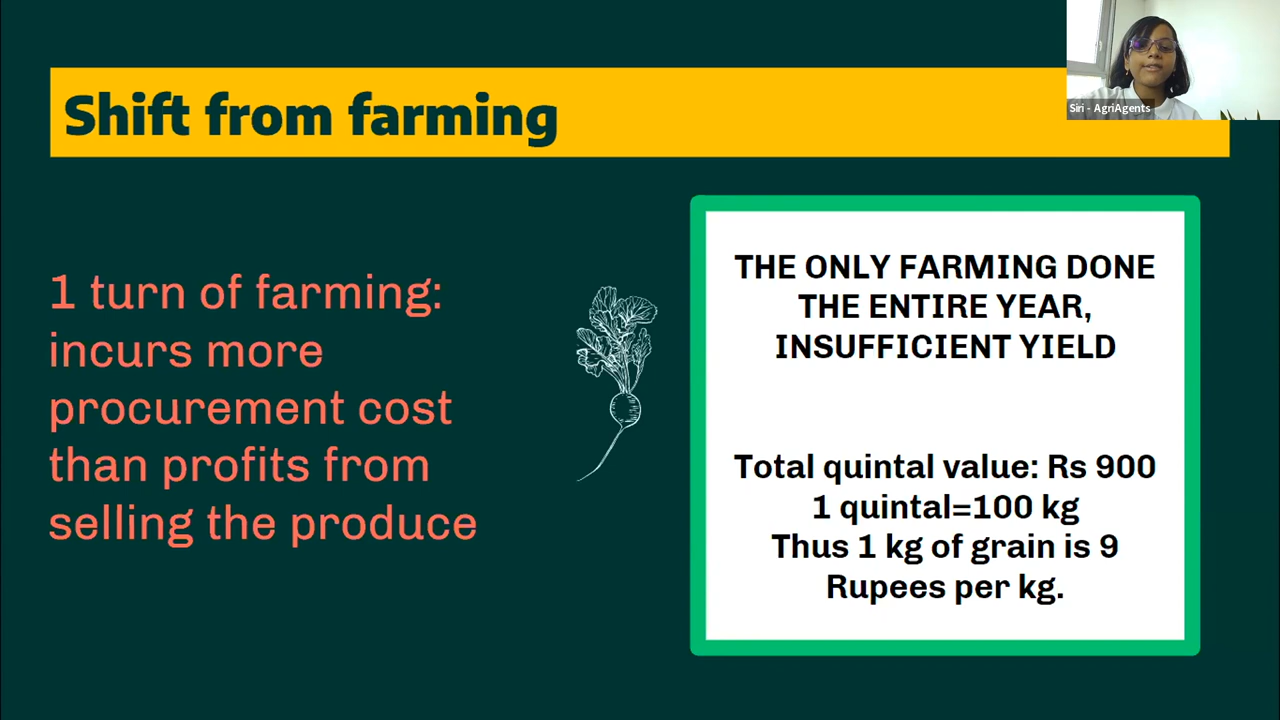 Shift from farming
Siri - AgriAgents
1 turn of farming:
incurs more
procurement cost
than profits from
selling the produce
THE ONLY FARMING DONE
THE ENTIRE YEAR,
INSUFFICIENT YIELD
Total quintal value: Rs 900
1 quintal=100 kg
Thus 1 kg of grain is 9
Rupees per kg.